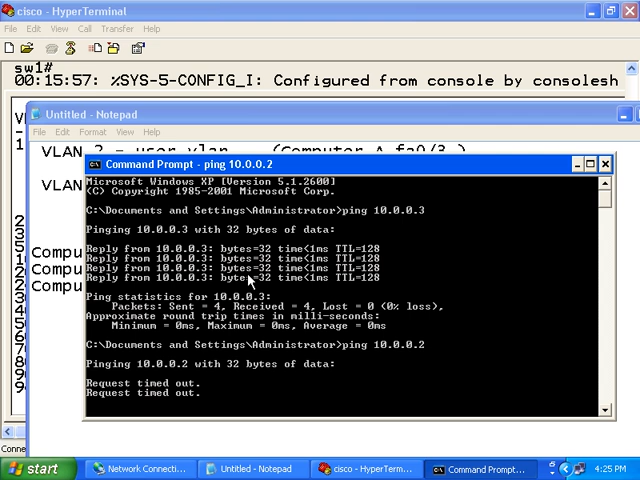 cisco - HyperTerminal
File Edit View Call Transfer Help
sw1#
00:15:57: %SYS-5-CONFIG_I: Configured from console by consolesh
Untitled - Notepad
File Edit Format View Help
VLAN 2 - user vlan (Computer A fa0/3 )
VLAN
Compu
Compu
Compu
Command Prompt - ping 10.0.0.2
Microsoft Windows XP [Version 5.1.2600]
(C) Copyright 1985-2001 Microsoft Corp.
C:\Documents and Settings\Administrator>ping 10.0.0.3
Pinging 10.0.0.3 with 32 bytes of data:
Reply from 10.0.0.3: bytes=32 time<1ms TTL=128
Reply from 10.0.0.3: bytes=32 time<1ms TTL=128
Reply from 10.0.0.3: bytes=32 time<1ms TTL=128
Reply from 10.0.0.3: bytes=32 time<1ms TTL=128
Ping statistics for 10.0.0.3:
Packets: Sent = 4, Received = 4, Lost = 0 (0% loss),
Approximate round trip times in milli-seconds:
Minimum = 0ms, Maximum = 0ms, Average = 0ms
C:\Documents and Settings\Administrator>ping 10.0.0.2
Pinging 10.0.0.2 with 32 bytes of data:
Request timed out.
Request timed out.
Conne
start Network Connecti... Untitled - Notepad cisco - HyperTerm... Command Prompt... 4:25 PM